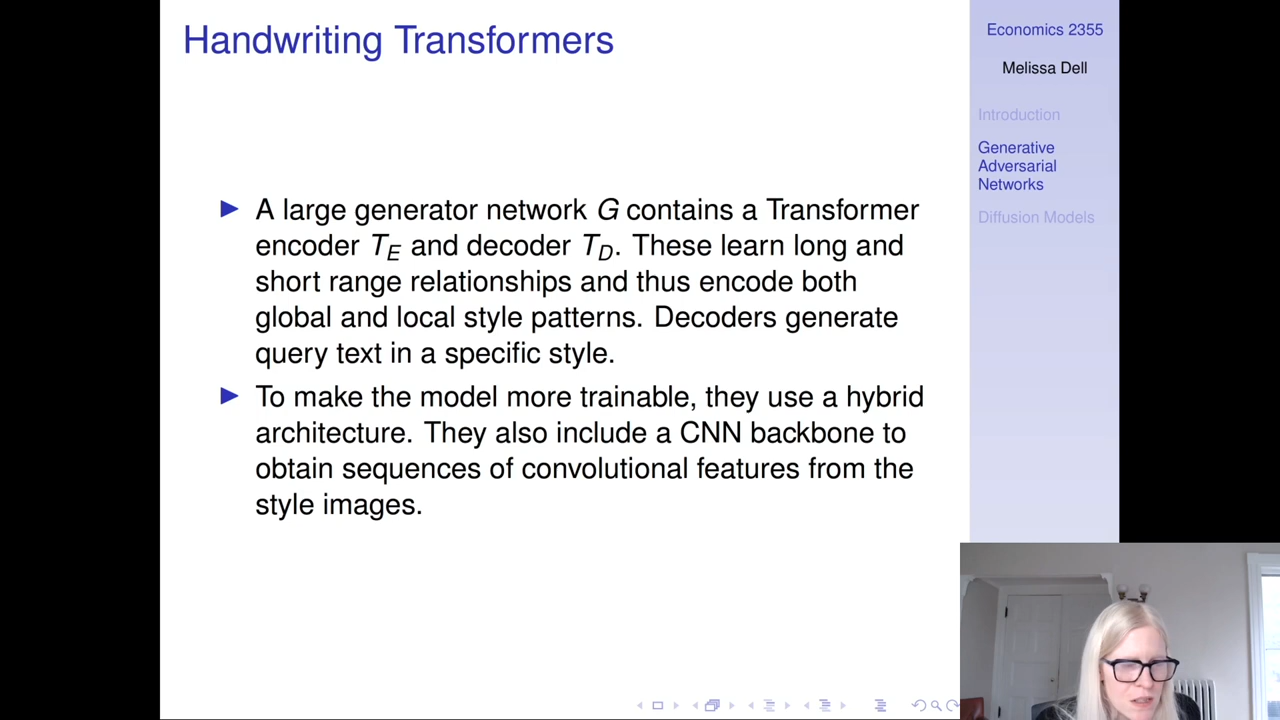 Handwriting Transformers
A large generator network G contains a Transformer
encoder T_E and decoder T_D. These learn long and
short range relationships and thus encode both
global and local style patterns. Decoders generate
query text in a specific style.
To make the model more trainable, they use a hybrid
architecture. They also include a CNN backbone to
obtain sequences of convolutional features from the
style images.
Economics 2355
Melissa Dell
Introduction
Generative
Adversarial
Networks
Diffusion Models